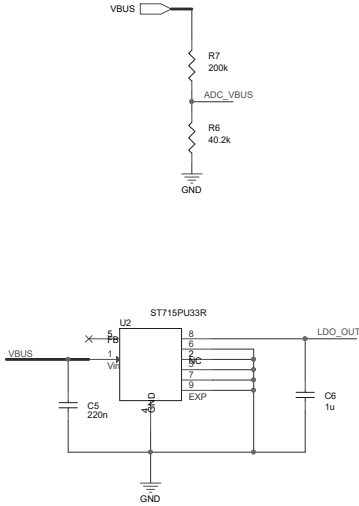 VBUS
R7
200k
ADC_VBUS
R6
40.2k
GND
ST715PU33R
U2
5
FB
8
LDO_OUT
6
VBUS
1
2
NC
Vin
3
7
9
EXP
4
GND
C5
220n
C6
1u
GND